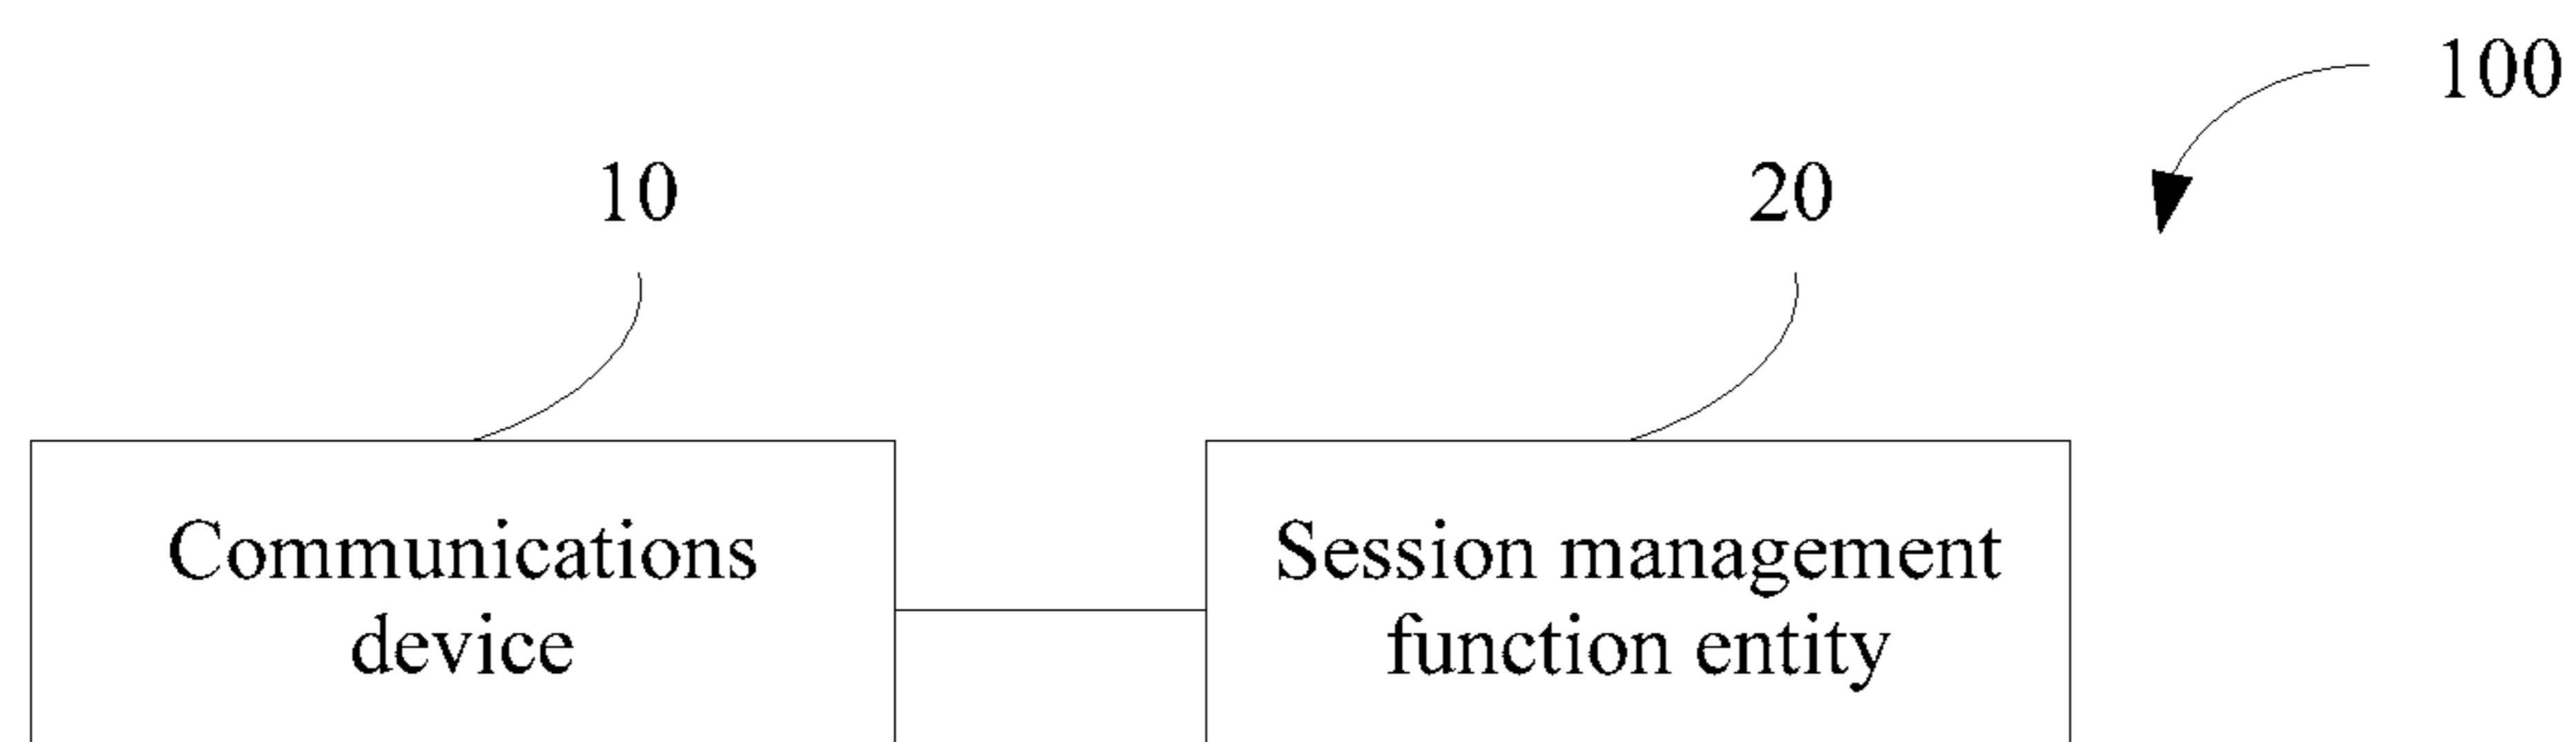 100
10
20
Communications
device
Session management
function entity